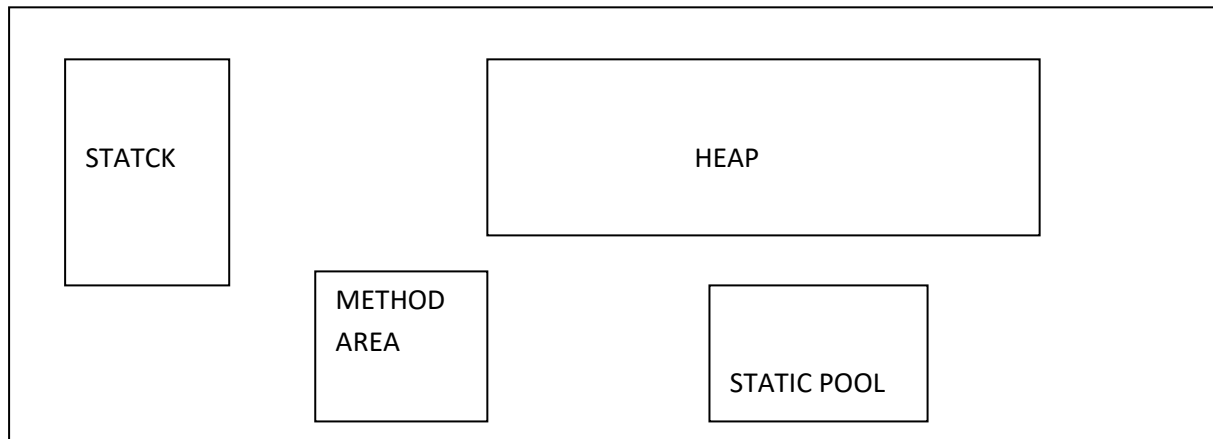 STATCK
HEAP
METHOD
AREA
STATIC POOL